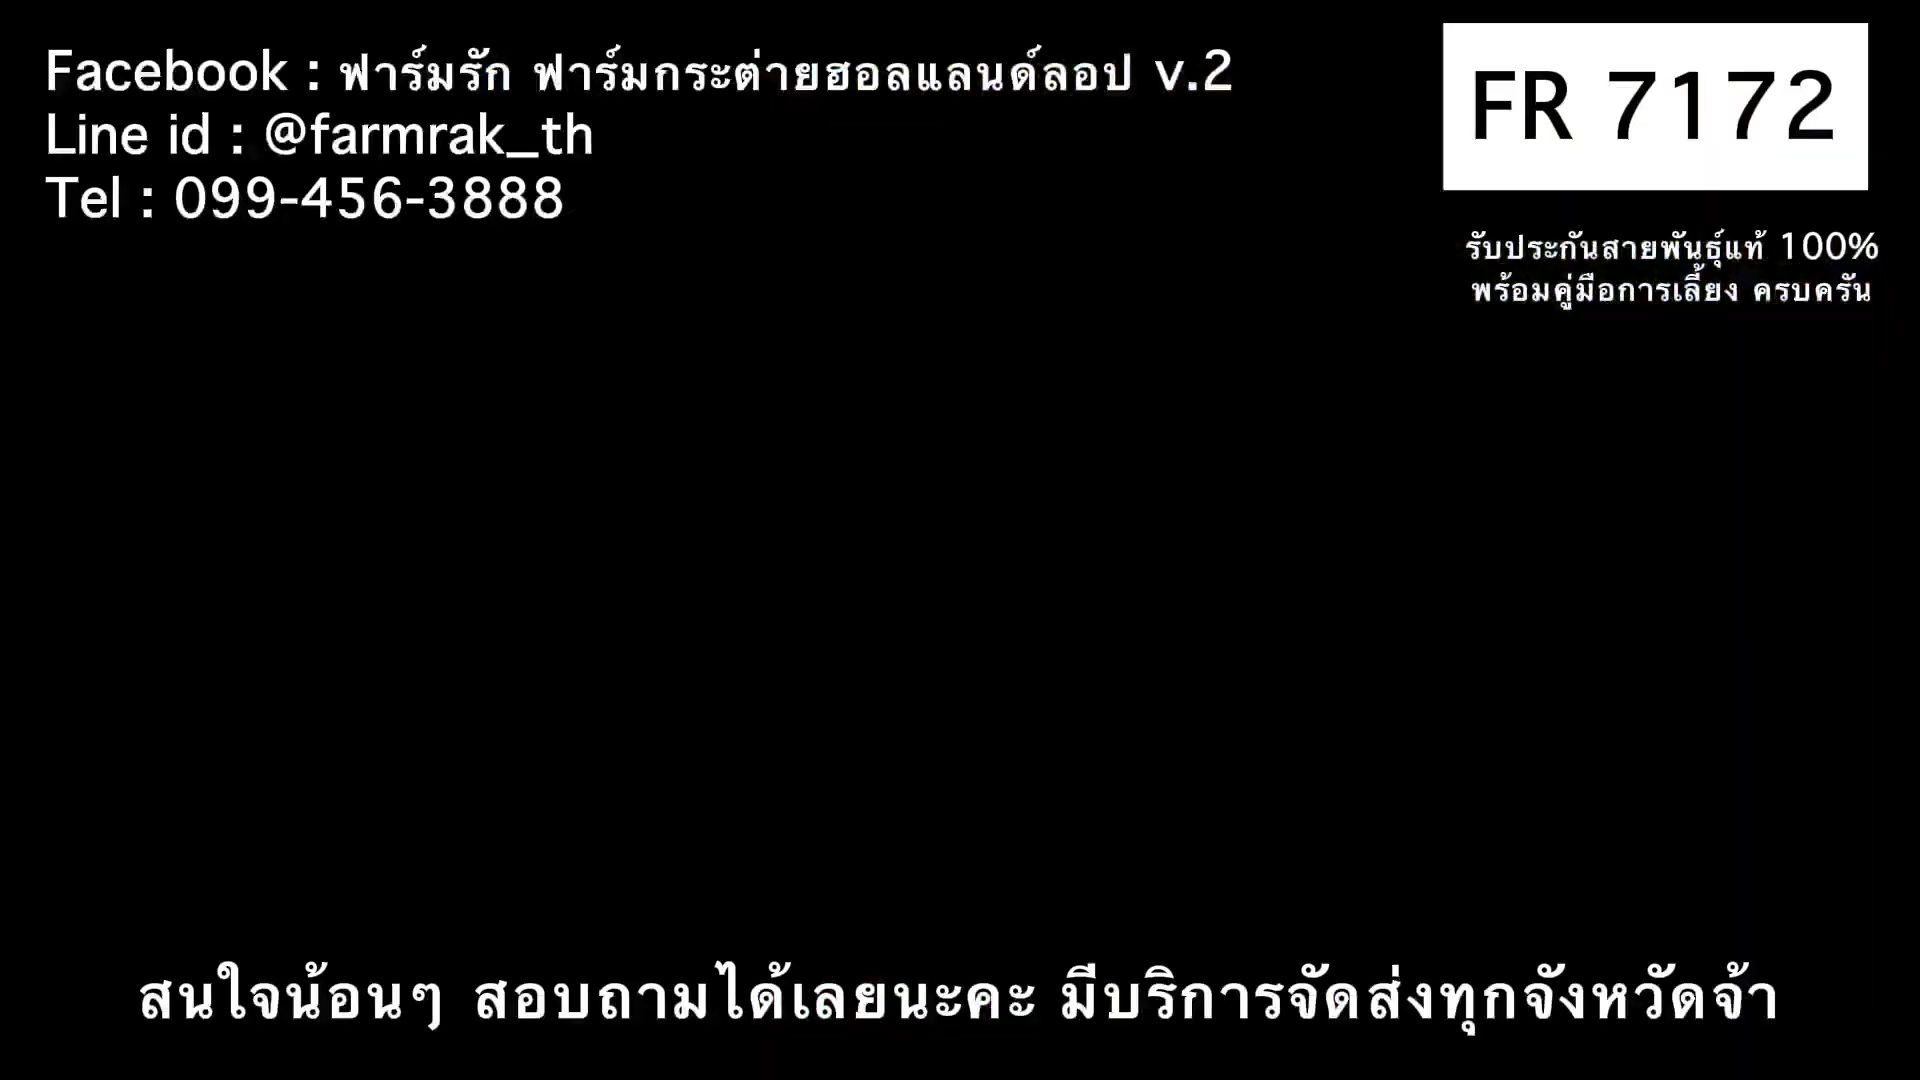 Facebook : ฟาร์มรัก ฟาร์มกระต่ายฮอลแลนด์ลอป v.2
Line id : @farmrak_th
Tel : 099-456-3888
FR 7172
รับประกันสายพันธุ์แท้ 100%
พร้อมคู่มือการเลี้ยง ครบครัน
สนใจน้อนๆ สอบถามได้เลยนะคะ มีบริการจัดส่งทุกจังหวัดจ้า